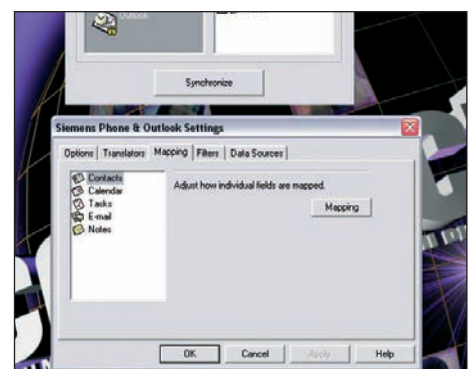 Outlook
Synchronize
Siemens Phone & Outlook Settings
Options Translators Mapping Filters Data Sources
Contacts
Calendar
Tasks
E-mail
Notes
Adjust how individual fields are mapped.
Mapping
OK Cancel Apply Help